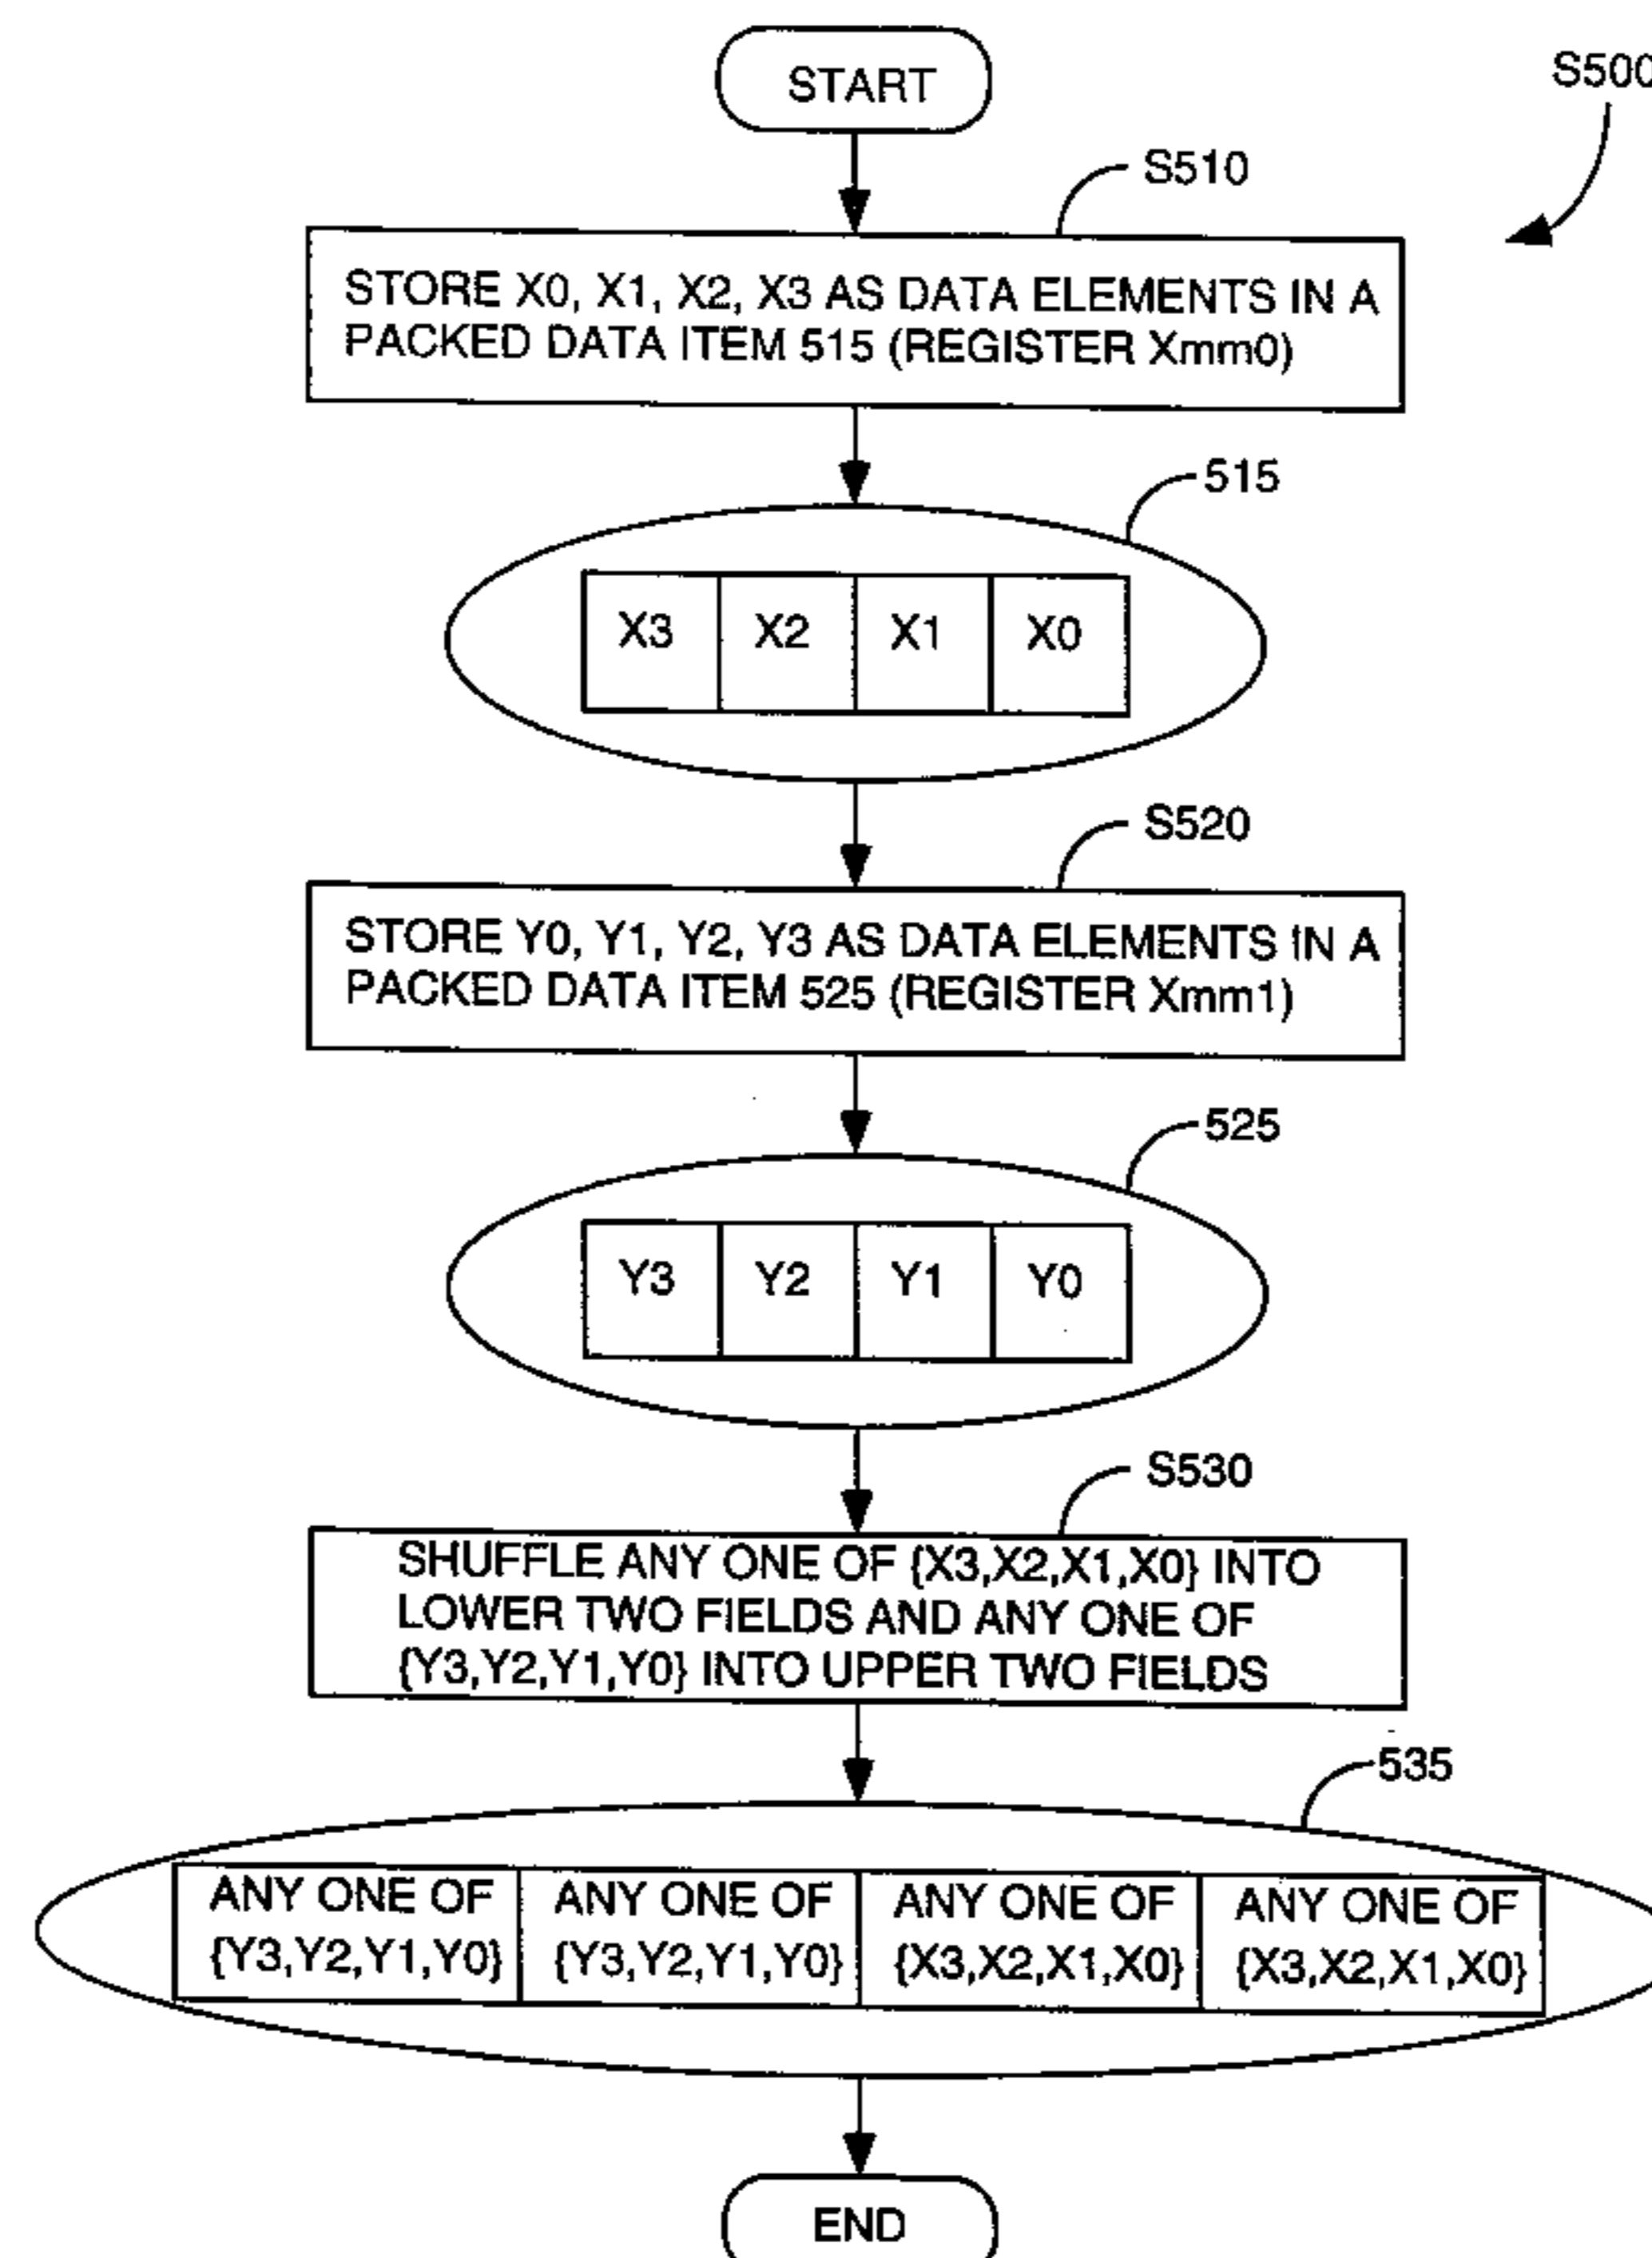 START
S500
S510
STORE X0, X1, X2, X3 AS DATA ELEMENTS IN A
PACKED DATA ITEM 515 (REGISTER Xmm0)
515
X3 X2 X1 X0
S520
STORE Y0, Y1, Y2, Y3 AS DATA ELEMENTS IN A
PACKED DATA ITEM 525 (REGISTER Xmm1)
525
Y3 Y2 Y1 Y0
S530
SHUFFLE ANY ONE OF {X3,X2,X1,X0} INTO
LOWER TWO FIELDS AND ANY ONE OF
{Y3,Y2,Y1,Y0} INTO UPPER TWO FIELDS
535
ANY ONE OF ANY ONE OF ANY ONE OF ANY ONE OF
{Y3,Y2,Y1,Y0} {Y3,Y2,Y1,Y0} {X3,X2,X1,X0} {X3,X2,X1,X0}
END